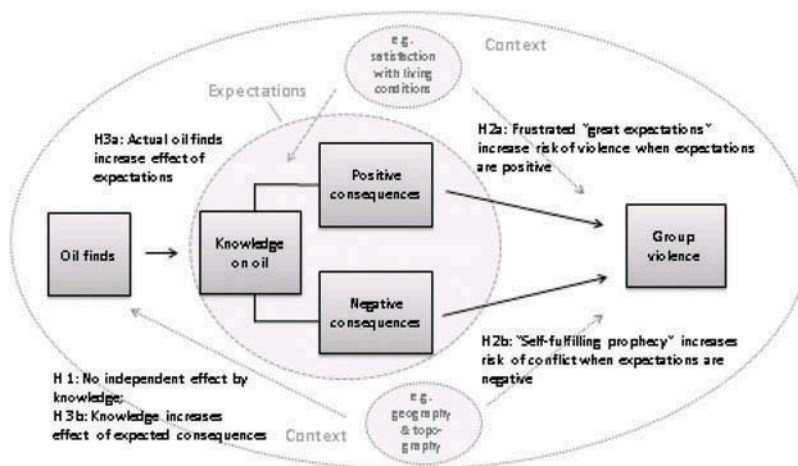 e.g.
satisfaction
with living
conditions
Context
Expectations
H3a: Actual oil finds
increase effect of
expectations
H2a: Frustrated "great expectations"
increase risk of violence when expectations
are positive
Positive
consequences
Oil finds
Knowledge
on oil
Group
violence
Negative
consequences
H2b: "Self-fulfilling prophecy" increases
risk of conflict when expectations are
negative
H1: No independent effect by
knowledge;
H3b: Knowledge increases
effect of expected consequences
Context
e.g.
geography
& topo-
graphy